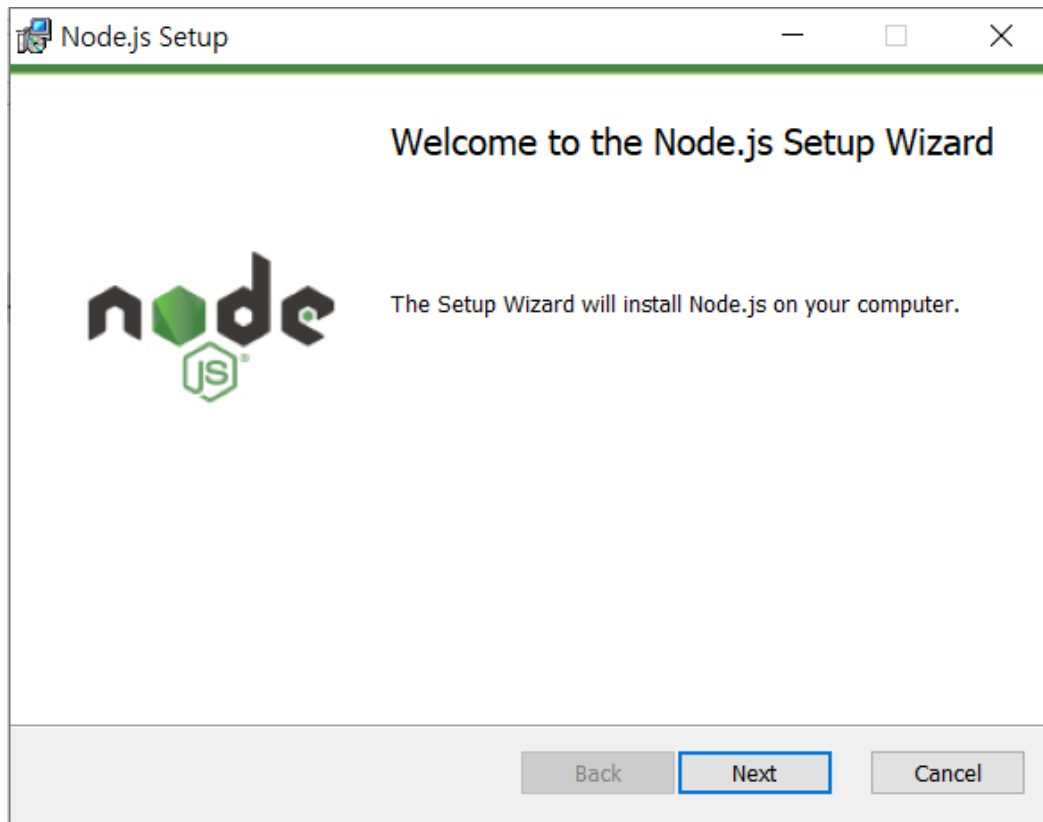 Node.js Setup
Welcome to the Node.js Setup Wizard
node
JS®
The Setup Wizard will install Node.js on your computer.
Back
Next
Cancel